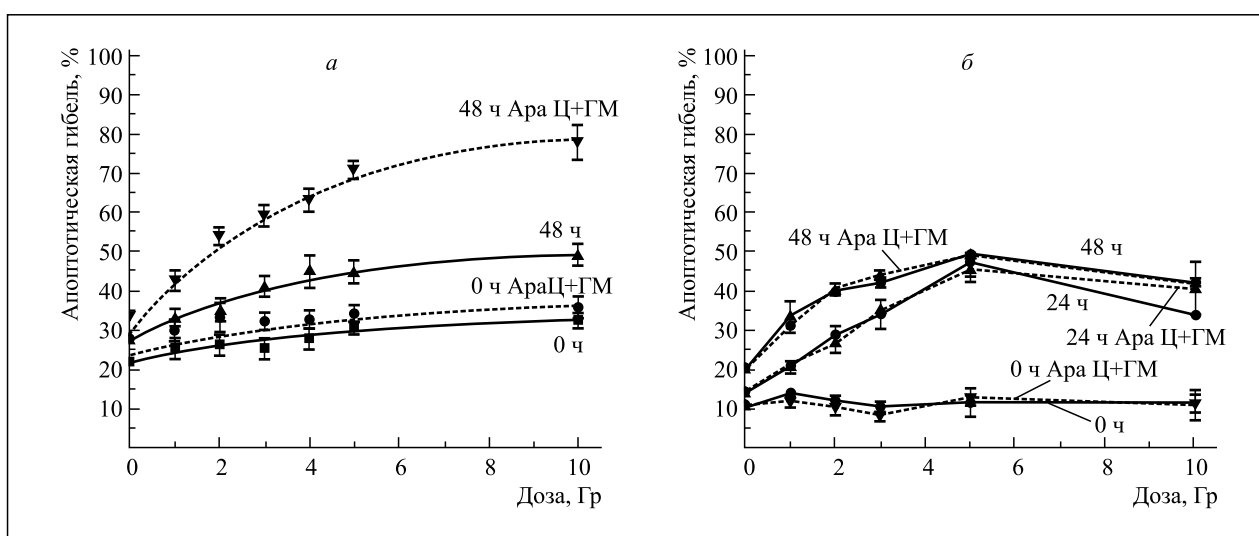 Апоптотическая гибель, %
100
90
80
70
60
50
40
30
20
10
а
48 ч Ара Ц+ГМ
48 ч
0 ч АраЦ+ГМ
0 ч
0
2
4
6
8
10
Доза, Гр
Апоптотическая гибель, %
100
90
80
70
60
50
40
30
20
10
б
48 ч Ара Ц+ГМ
48 ч
24 ч
24 ч Ара Ц+ГМ
0 ч Ара Ц+ГМ
0 ч
0
2
4
6
8
10
Доза, Гр